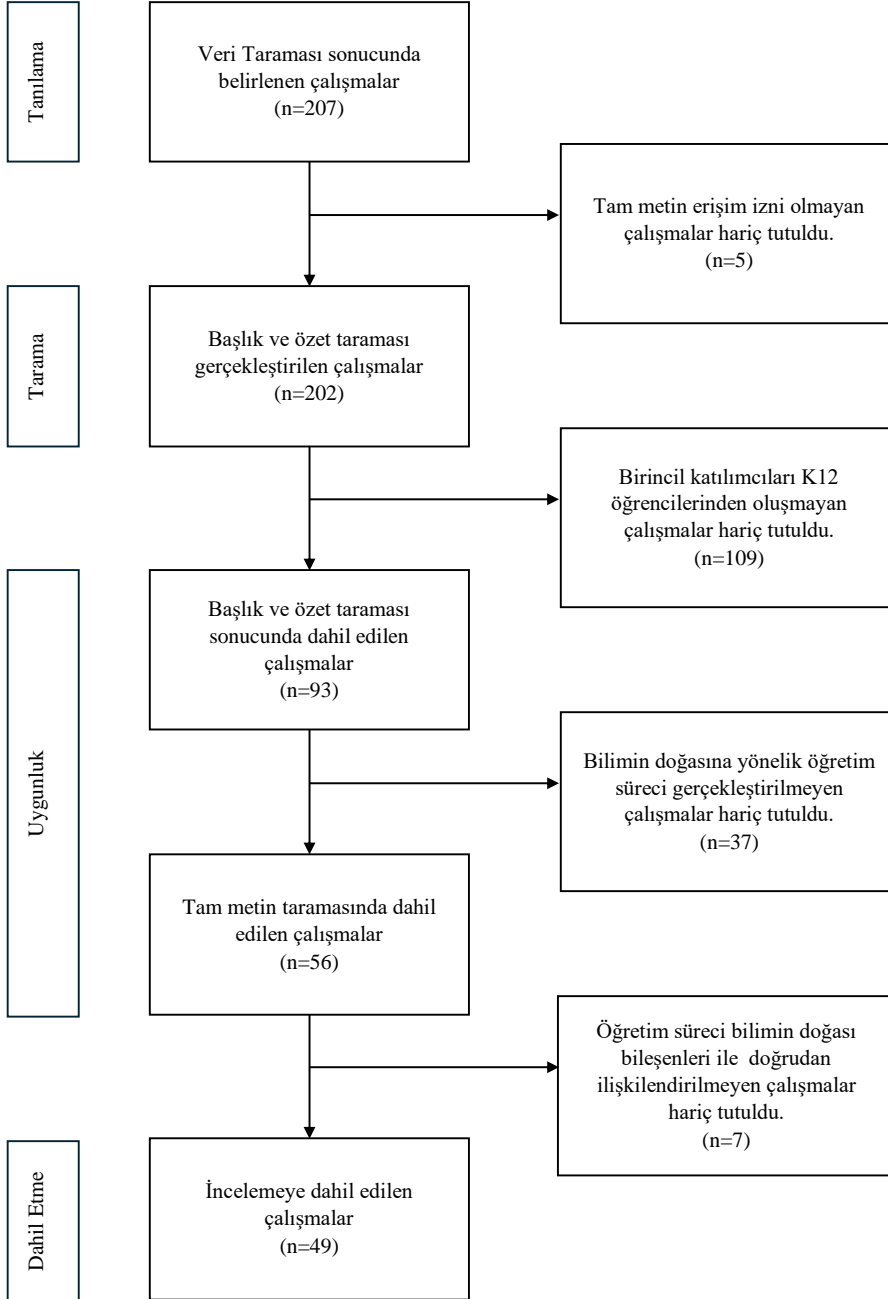 Tanılama
Veri Taraması sonucunda
belirlenen çalışmalar
(n=207)
Tam metin erişim izni olmayan
çalışmalar hariç tutuldu.
(n=5)
Tarama
Başlık ve özet taraması
gerçekleştirilen çalışmalar
(n=202)
Birincil katılımcıları K12
öğrencilerinden oluşmayan
çalışmalar hariç tutuldu.
(n=109)
Uygunluk
Başlık ve özet taraması
sonucunda dahil edilen
çalışmalar
(n=93)
Bilimin doğasına yönelik öğretim
süreci gerçekleştirilmeyen
çalışmalar hariç tutuldu.
(n=37)
Tam metin taramasında dahil
edilen çalışmalar
(n=56)
Öğretim süreci bilimin doğası
bileşenleri ile doğrudan
ilişkilendirilmeyen çalışmalar
hariç tutuldu.
(n=7)
Dahil Etme
İncelemeye dahil edilen
çalışmalar
(n=49)